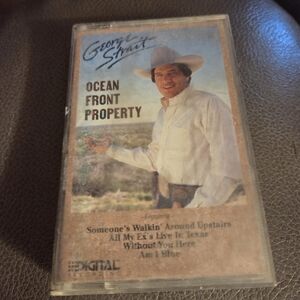 George
Strait
OCEAN
FRONT
PROPERTY
Someone's Walkin' Around Upstairs
All My Ex's Live In Texas
Without You Here
Am I Blue
DIGITAL